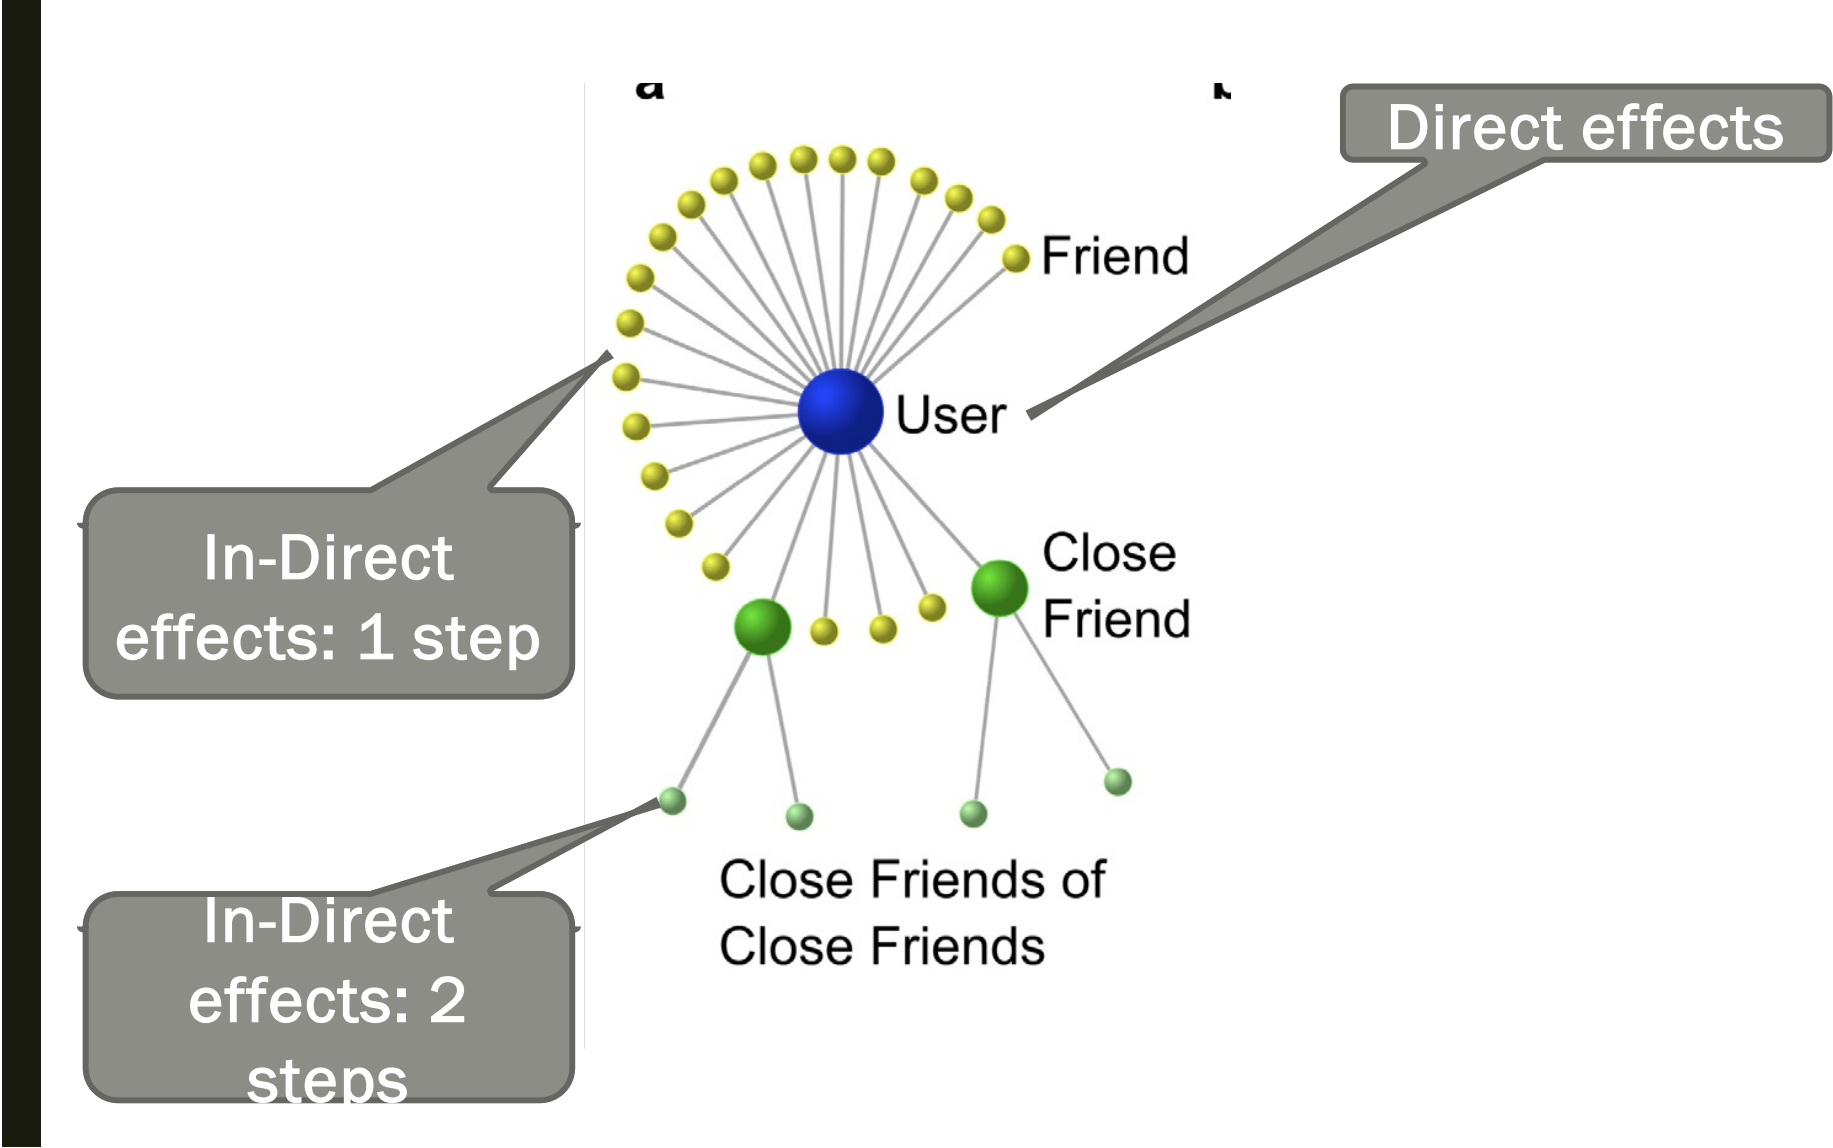 a
b
Direct effects
Friend
User
In-Direct
effects: 1 step
Close
Friend
Close Friends of
Close Friends
In-Direct
effects: 2
steps